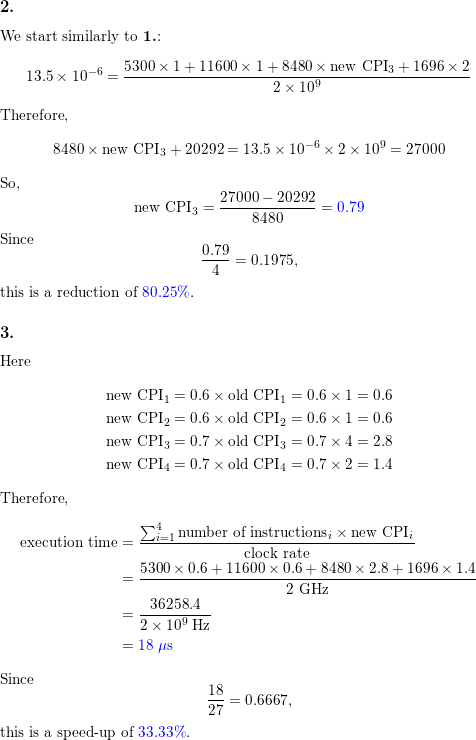 2.
We start similarly to 1.:
13.5 × 10⁻⁶ = (5300 × 1 + 11600 × 1 + 8480 × new CPI₃ + 1696 × 2) / (2 × 10⁹)
Therefore,
8480 × new CPI₃ + 20292 = 13.5 × 10⁻⁶ × 2 × 10⁹ = 27000
So,
new CPI₃ = (27000 − 20292) / 8480 = 0.79
Since
0.79 / 4 = 0.1975,
this is a reduction of 80.25%.
3.
Here
new CPI₁ = 0.6 × old CPI₁ = 0.6 × 1 = 0.6
new CPI₂ = 0.6 × old CPI₂ = 0.6 × 1 = 0.6
new CPI₃ = 0.7 × old CPI₃ = 0.7 × 4 = 2.8
new CPI₄ = 0.7 × old CPI₄ = 0.7 × 2 = 1.4
Therefore,
execution time = (∑⁴ᵢ₌₁ number of instructionsᵢ × new CPIᵢ) / clock rate
= (5300 × 0.6 + 11600 × 0.6 + 8480 × 2.8 + 1696 × 1.4) / 2 GHz
= 36258.4 / (2 × 10⁹ Hz)
= 18 μs
Since
18 / 27 = 0.6667,
this is a speed-up of 33.33%.